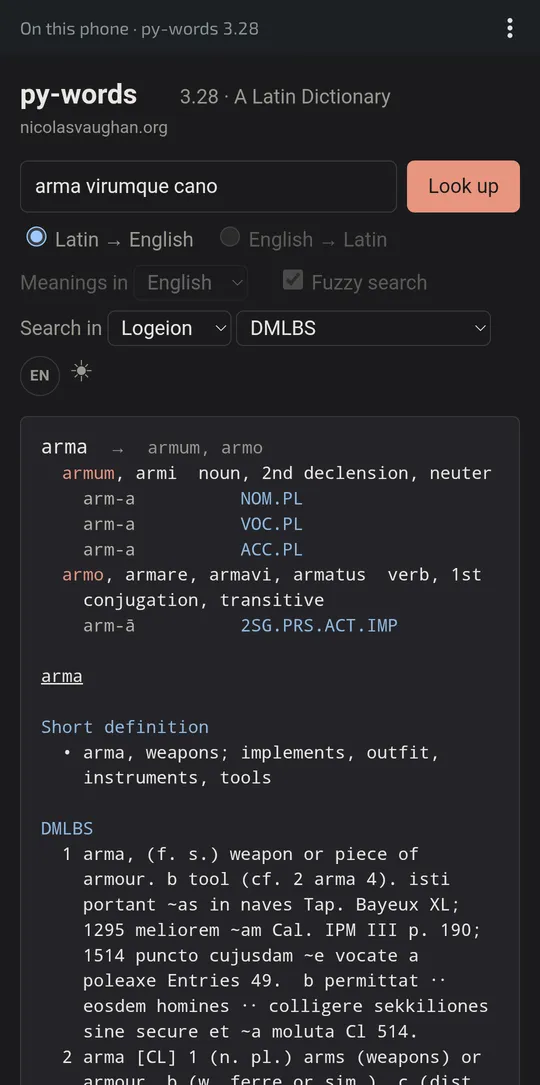 On this phone · py-words 3.28
py-words 3.28 · A Latin Dictionary
nicolasvaughan.org
arma virumque cano
Look up
Latin → English English → Latin
Meanings in English Fuzzy search
Search in Logeion DMLBS
EN
arma → armum, armo
armum, armi noun, 2nd declension, neuter
arm-a NOM.PL
arm-a VOC.PL
arm-a ACC.PL
armo, armare, armavi, armatus verb, 1st
conjugation, transitive
arm-ā 2SG.PRS.ACT.IMP
arma
Short definition
• arma, weapons; implements, outfit,
instruments, tools
DMLBS
1 arma, (f. s.) weapon or piece of
armour. b tool (cf. 2 arma 4). isti
portant ~as in naves Tap. Bayeux XL;
1295 meliorem ~am Cal. IPM III p. 190;
1514 puncto cujusdam ~e vocate a
poleaxe Entries 49. b permittat ··
eosdem homines ·· colligere sekkiliones
sine secure et ~a moluta Cl 514.
2 arma [CL] 1 (n. pl.) arms (weapons) or
armour. b (w. ferre or sim.). c (dist.